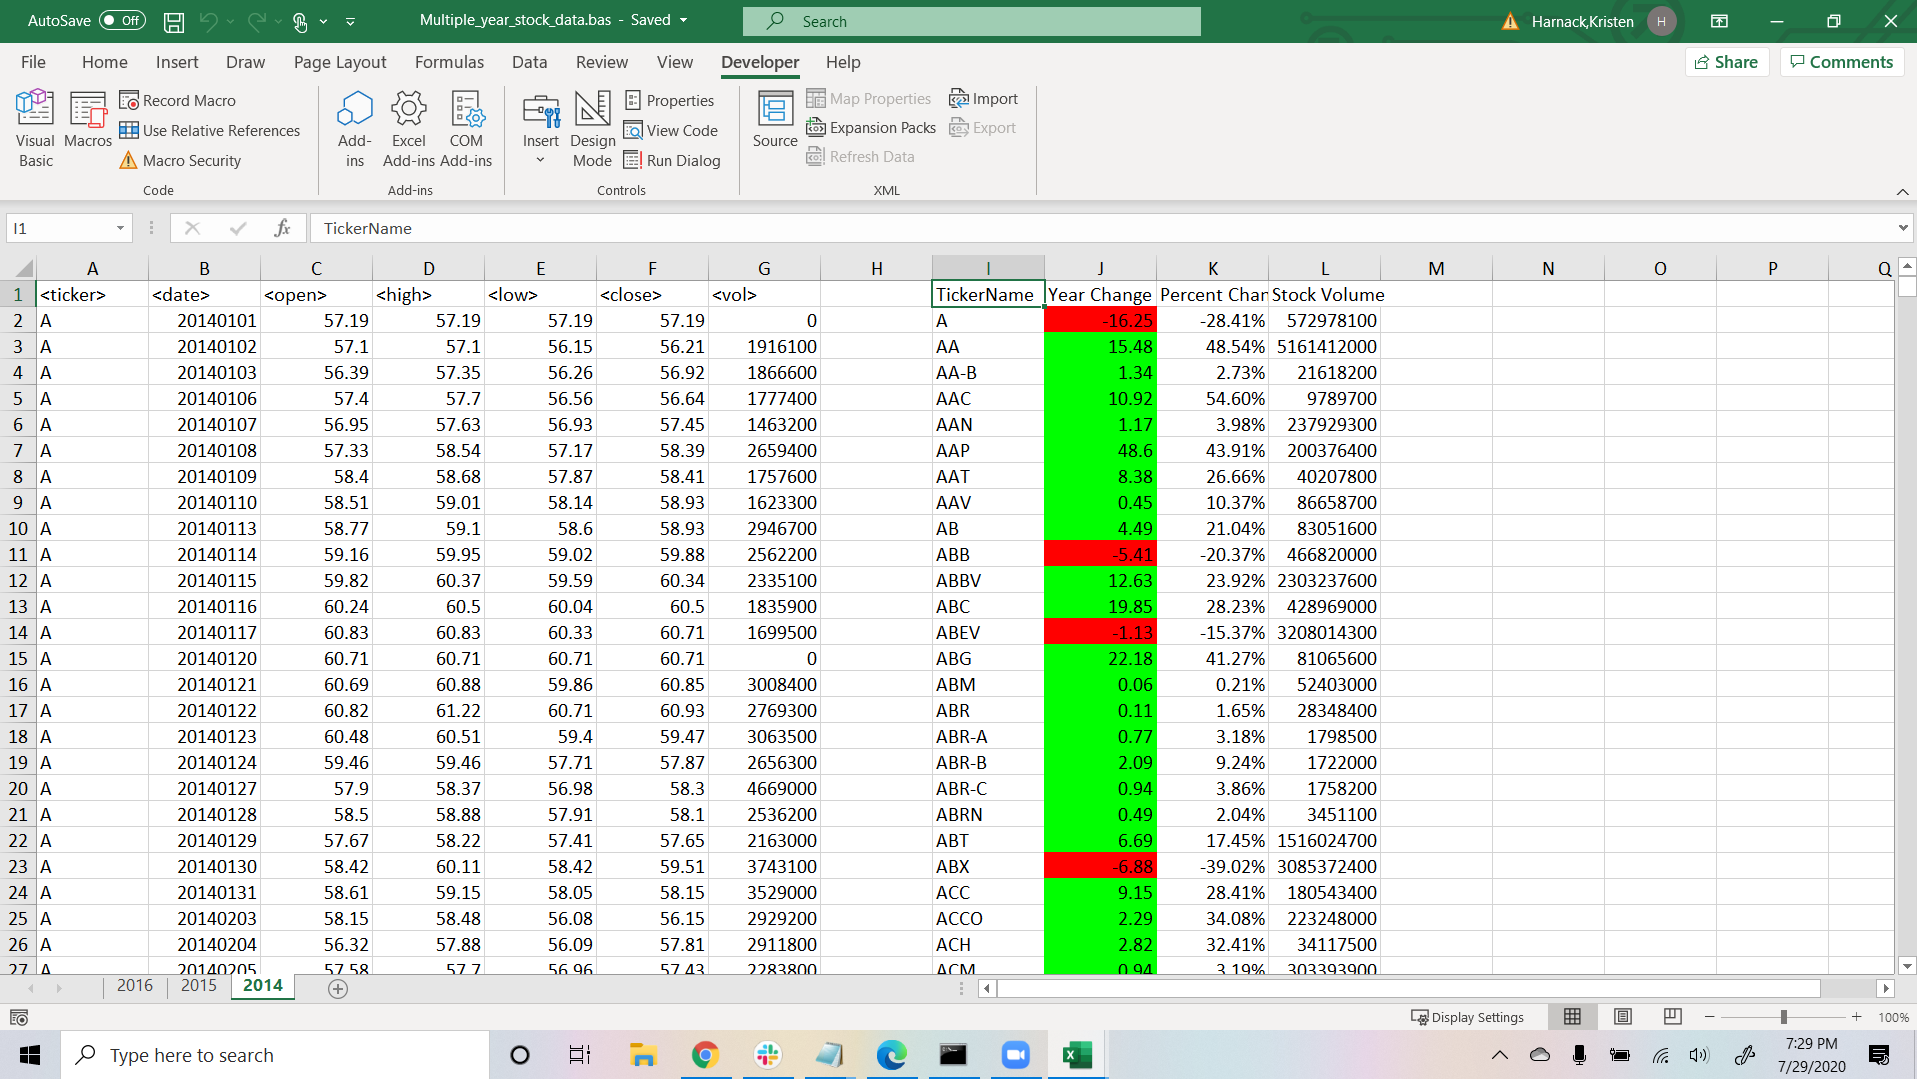 AutoSave Off Multiple_year_stock_data.bas - Saved Search Harnack,Kristen H
File Home Insert Draw Page Layout Formulas Data Review View Developer Help Share Comments
Visual Basic
Macros
Record Macro
Use Relative References
Macro Security
Code
Add-ins
Excel Add-ins
COM Add-ins
Add-ins
Insert
Design Mode
Properties
View Code
Run Dialog
Controls
Source
Map Properties
Expansion Packs
Refresh Data
Import
Export
XML
I1 fx TickerName
A B C D E F G H I J K L M N O P Q
1 <ticker> <date> <open> <high> <low> <close> <vol> TickerName Year Change Percent Chan Stock Volume
2 A 20140101 57.19 57.19 57.19 57.19 0 A -16.25 -28.41% 572978100
3 A 20140102 57.1 57.1 56.15 56.21 1916100 AA 15.48 48.54% 5161412000
4 A 20140103 56.39 57.35 56.26 56.92 1866600 AA-B 1.34 2.73% 21618200
5 A 20140106 57.4 57.7 56.56 56.64 1777400 AAC 10.92 54.60% 9789700
6 A 20140107 56.95 57.63 56.93 57.45 1463200 AAN 1.17 3.98% 237929300
7 A 20140108 57.33 58.54 57.17 58.39 2659400 AAP 48.6 43.91% 200376400
8 A 20140109 58.4 58.68 57.87 58.41 1757600 AAT 8.38 26.66% 40207800
9 A 20140110 58.51 59.01 58.14 58.93 1623300 AAV 0.45 10.37% 86658700
10 A 20140113 58.77 59.1 58.6 58.93 2946700 AB 4.49 21.04% 83051600
11 A 20140114 59.16 59.95 59.02 59.88 2562200 ABB -5.41 -20.37% 466820000
12 A 20140115 59.82 60.37 59.59 60.34 2335100 ABBV 12.63 23.92% 2303237600
13 A 20140116 60.24 60.5 60.04 60.5 1835900 ABC 19.85 28.23% 428969000
14 A 20140117 60.83 60.83 60.33 60.71 1699500 ABEV -1.13 -15.37% 3208014300
15 A 20140120 60.71 60.71 60.71 60.71 0 ABG 22.18 41.27% 81065600
16 A 20140121 60.69 60.88 59.86 60.85 3008400 ABM 0.06 0.21% 52403000
17 A 20140122 60.82 61.22 60.71 60.93 2769300 ABR 0.11 1.65% 28348400
18 A 20140123 60.48 60.51 59.4 59.47 3063500 ABR-A 0.77 3.18% 1798500
19 A 20140124 59.46 59.46 57.71 57.87 2656300 ABR-B 2.09 9.24% 1722000
20 A 20140127 57.9 58.37 56.98 58.3 4669000 ABR-C 0.94 3.86% 1758200
21 A 20140128 58.5 58.88 57.91 58.1 2536200 ABRN 0.49 2.04% 3451100
22 A 20140129 57.67 58.22 57.41 57.65 2163000 ABT 6.69 17.45% 1516024700
23 A 20140130 58.42 60.11 58.42 59.51 3743100 ABX -6.88 -39.02% 3085372400
24 A 20140131 58.61 59.15 58.05 58.15 3529000 ACC 9.15 28.41% 180543400
25 A 20140203 58.15 58.48 56.08 56.15 2929200 ACCO 2.29 34.08% 223248000
26 A 20140204 56.32 57.88 56.09 57.81 2911800 ACH 2.82 32.41% 34117500
27 A 20140205 57.58 57.7 56.96 57.43 2283800 ACM 0.94 3.19% 303393900
2016 2015 2014
Display Settings 100%
Type here to search
7:29 PM
7/29/2020